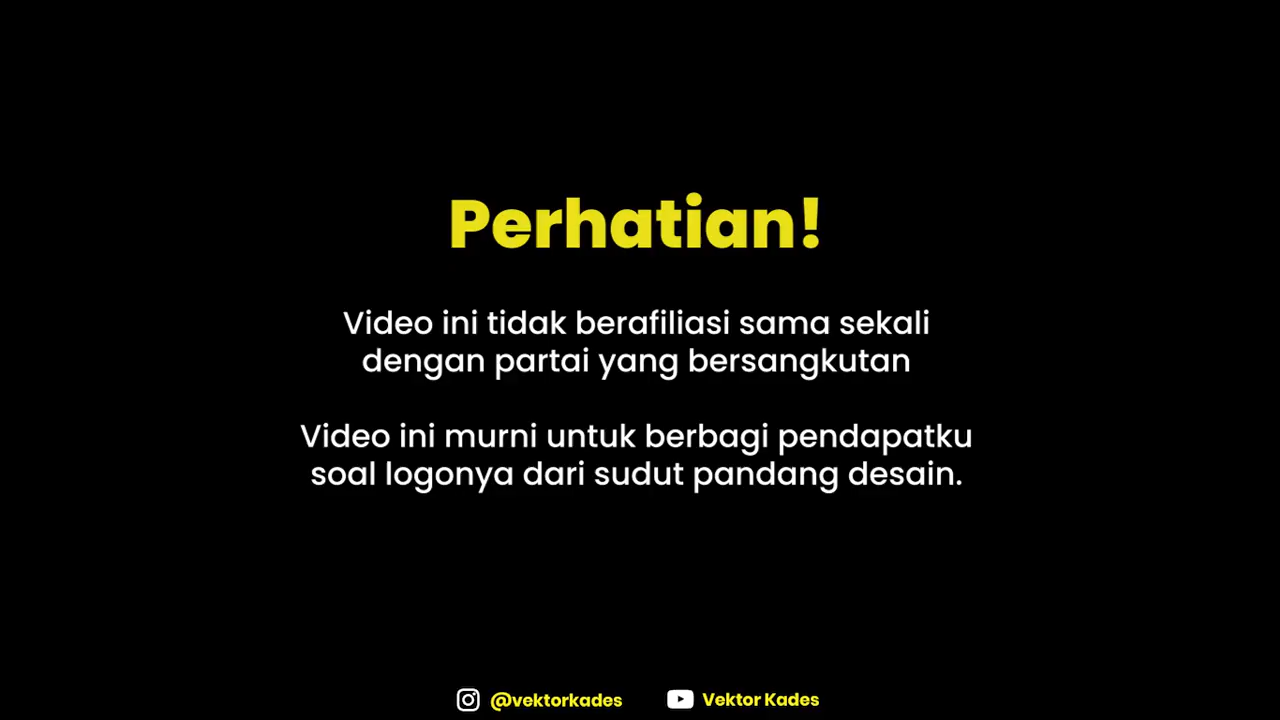 Perhatian!
Video ini tidak berafiliasi sama sekali
dengan partai yang bersangkutan
Video ini murni untuk berbagi pendapatku
soal logonya dari sudut pandang desain.
@vektorkades Vektor Kades